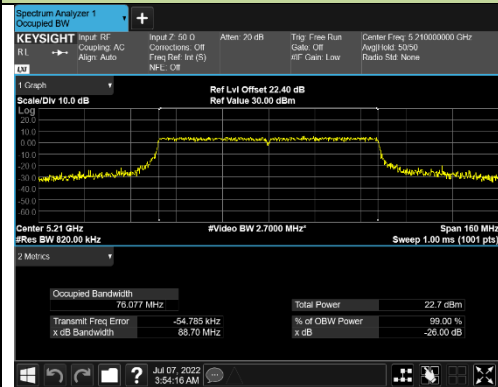 Spectrum Analyzer 1
Occupied BW
KEYSIGHT Input: RF Input Z: 50 Ω Atten: 20 dB Trig: Free Run Center Freq: 5.210000000 GHz
RL Coupling: AC Corrections: Off Gate: Off Avg|Hold: 50/50
Align: Auto Freq Ref: Int (S) #IF Gain: Low Radio Std: None
LXI NFE: Off
1 Graph Ref Lvl Offset 22.40 dB
Scale/Div 10.0 dB Ref Value 30.00 dBm
Log
20.0
10.0
0.00
-10.0
-20.0
-30.0
-40.0
-50.0
-60.0
Center 5.21 GHz #Video BW 2.7000 MHz* Span 160 MHz
#Res BW 820.00 kHz Sweep 1.00 ms (1001 pts)
2 Metrics
Occupied Bandwidth
76.077 MHz Total Power 22.7 dBm
Transmit Freq Error -54.785 kHz % of OBW Power 99.00 %
x dB Bandwidth 88.70 MHz x dB -26.00 dB
Jul 07, 2022
3:54:16 AM